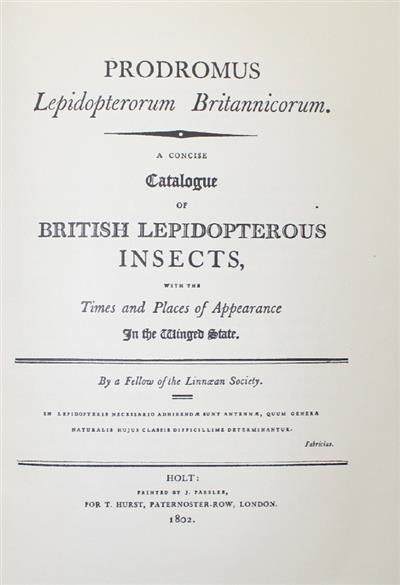 PRODROMUS
Lepidopterorum Britannicorum.
A CONCISE
Catalogue
OF
BRITISH LEPIDOPTEROUS
INSECTS,
WITH THE
Times and Places of Appearance
In the Winged State.
By a Fellow of the Linnæan Society.
IN LEPIDOPTERIS NECESSARIO ADHIBENDÆ SUNT ANTENNÆ, QUUM GENERA
NATURALIS HUJUS CLASSIS DIFFICILLIME DETERMINANTUR.
Fabricius.
HOLT:
PRINTED BY J. PARSLEE,
FOR T. HURST, PATERNOSTER-ROW, LONDON.
1802.